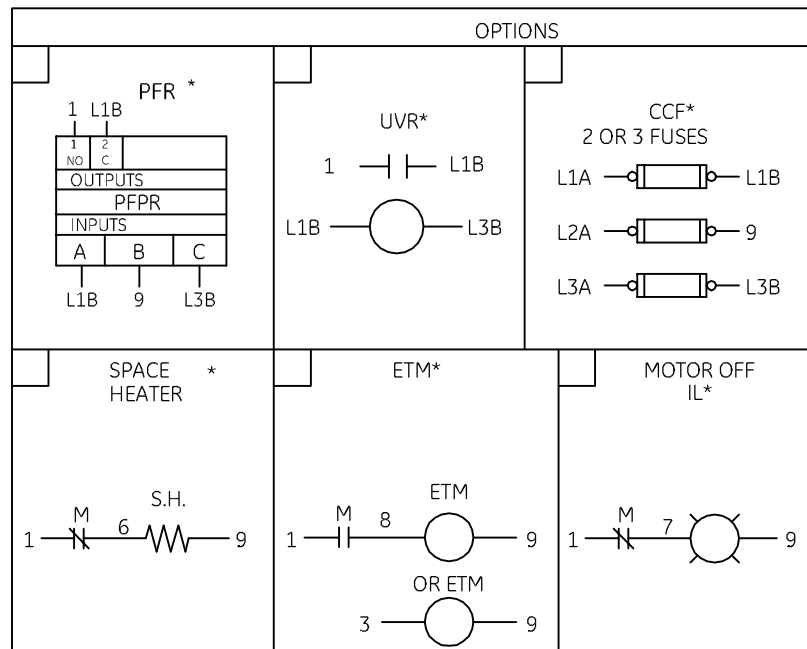 OPTIONS
PFR *
1 L1B
1 2
NO C
OUTPUTS
PFPR
INPUTS
A B C
L1B 9 L3B
UVR*
1 L1B
L1B L3B
CCF*
2 OR 3 FUSES
L1A L1B
L2A 9
L3A L3B
SPACE *
HEATER
S.H.
M 6
1 9
ETM*
ETM
M 8
1 9
OR ETM
3 9
MOTOR OFF
IL*
M 7
1 9